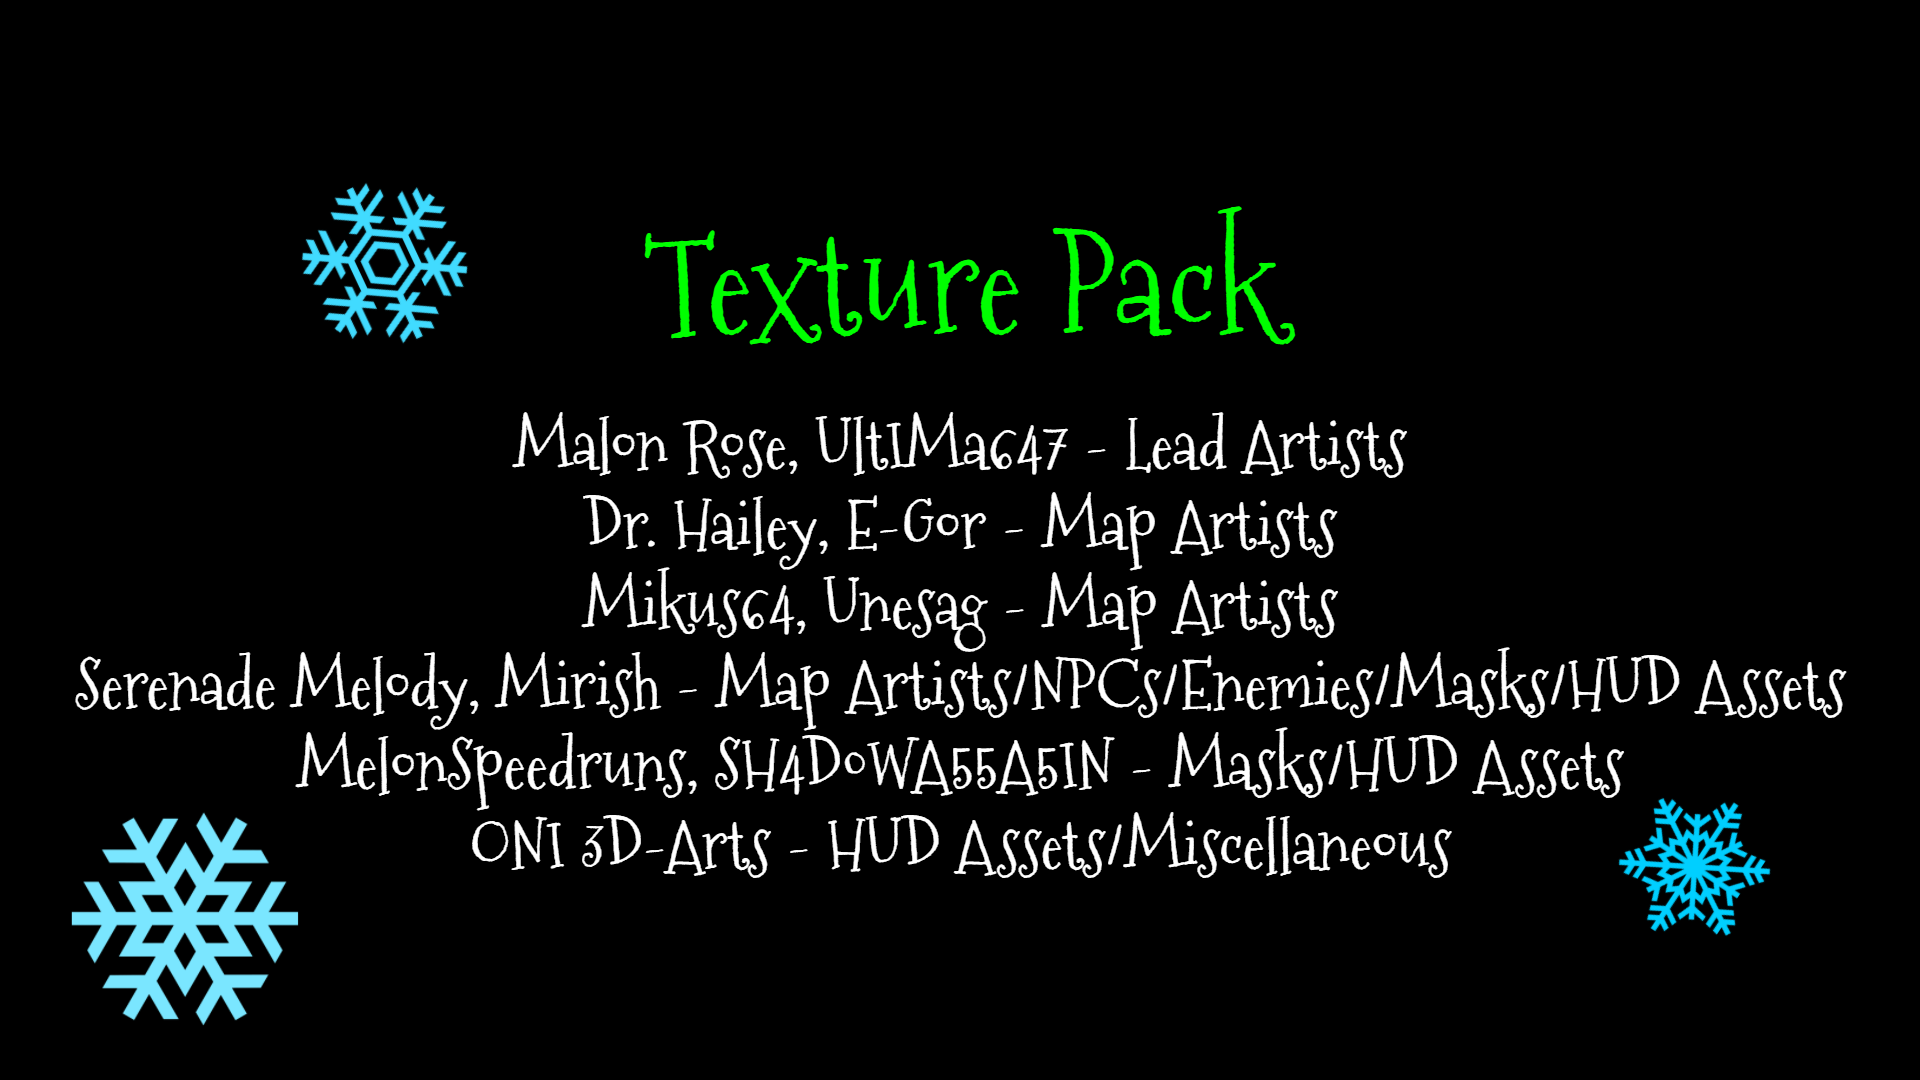 Texture Pack
Malon Rose, UltIMa647 - Lead Artists
Dr. Hailey, E-Gor - Map Artists
Mikus64, Unesag - Map Artists
Serenade Melody, Mirish - Map Artists/NPCs/Enemies/Masks/HUD Assets
MelonSpeedruns, SH4DoWA55A5IN - Masks/HUD Assets
ONI 3D-Arts - HUD Assets/Miscellaneous